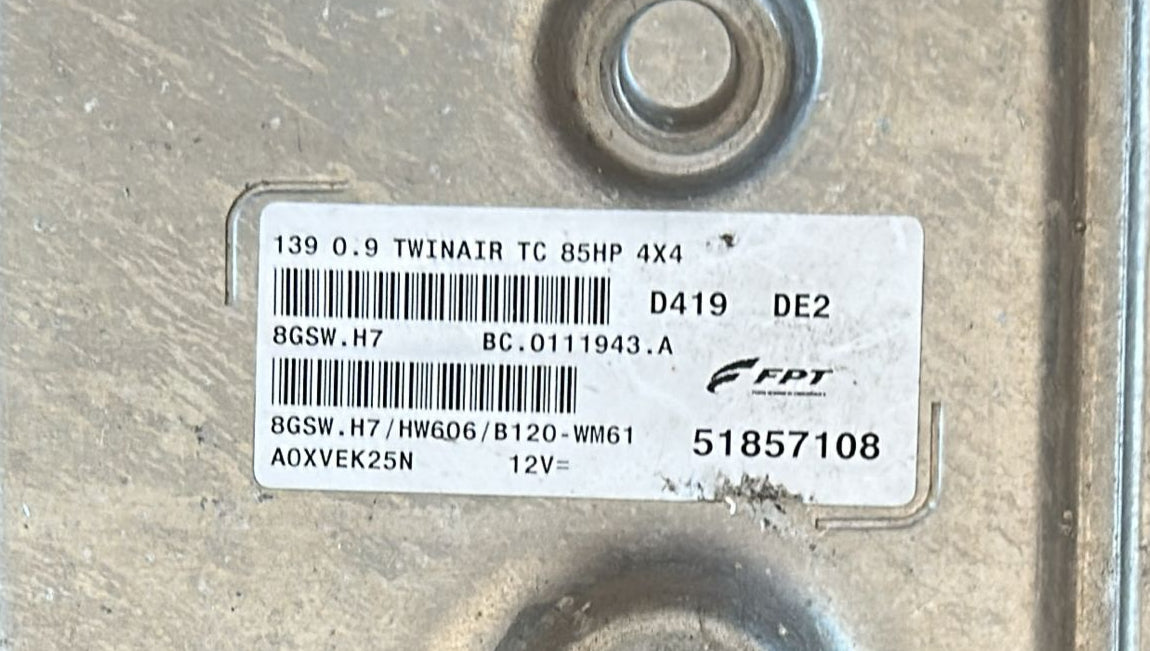 139 0.9 TWINAIR TC 85HP 4X4
D419 DE2
8GSW.H7 BC.0111943.A
FPT
8GSW.H7/HW606/B120-WM61
51857108
A0XVEK25N 12V=